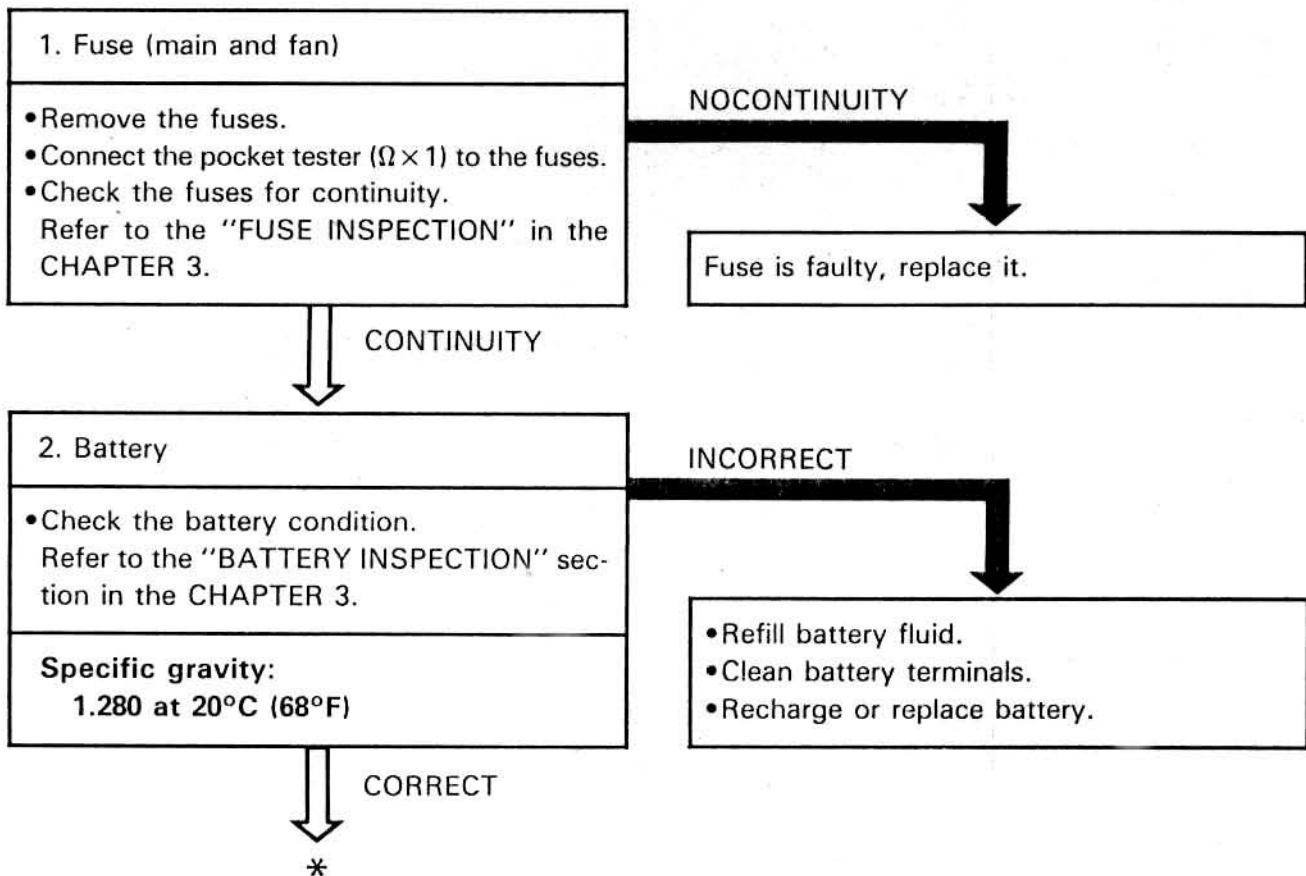 1. Fuse (main and fan)
•Remove the fuses.
•Connect the pocket tester (Ω×1) to the fuses.
•Check the fuses for continuity.
Refer to the "FUSE INSPECTION" in the
CHAPTER 3.
NOCONTINUITY
Fuse is faulty, replace it.
CONTINUITY
2. Battery
•Check the battery condition.
Refer to the "BATTERY INSPECTION" sec-
tion in the CHAPTER 3.
Specific gravity:
1.280 at 20°C (68°F)
INCORRECT
•Refill battery fluid.
•Clean battery terminals.
•Recharge or replace battery.
CORRECT
*